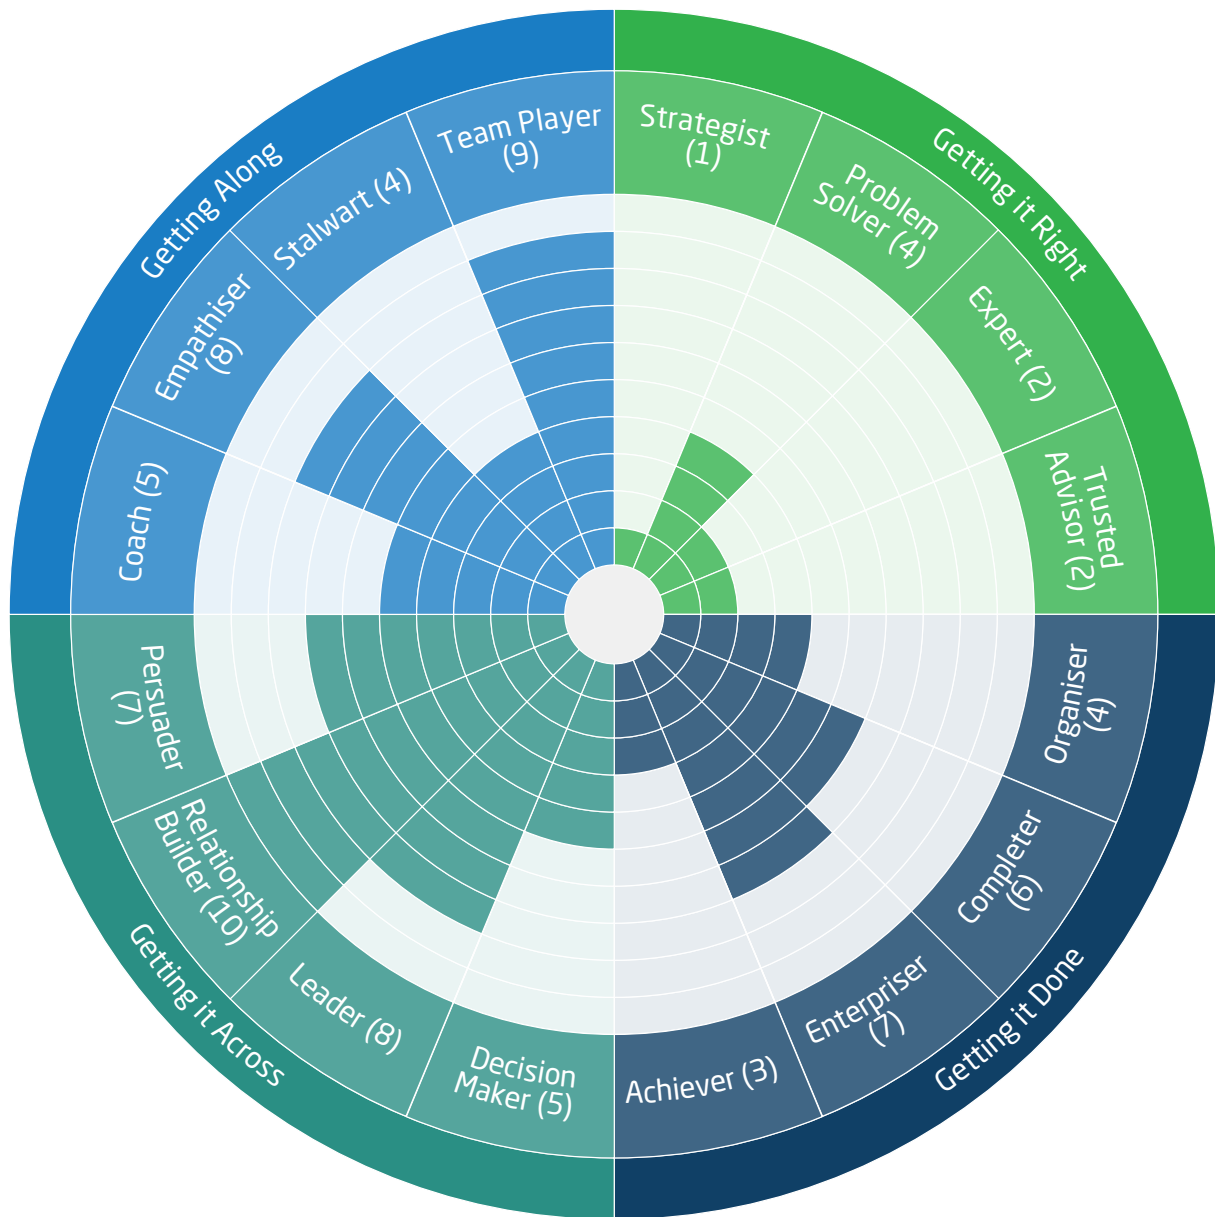 Getting Along
Team Player
(9)
Stalwart (4)
Empathiser
(8)
Coach (5)
Getting it Right
Strategist
(1)
Problem
Solver (4)
Expert (2)
Trusted
Advisor (2)
Getting it Done
Organiser
(4)
Completer
(6)
Enterpriser
(7)
Achiever (3)
Getting it Across
Decision
Maker (5)
Leader (8)
Relationship
Builder (10)
Persuader
(7)